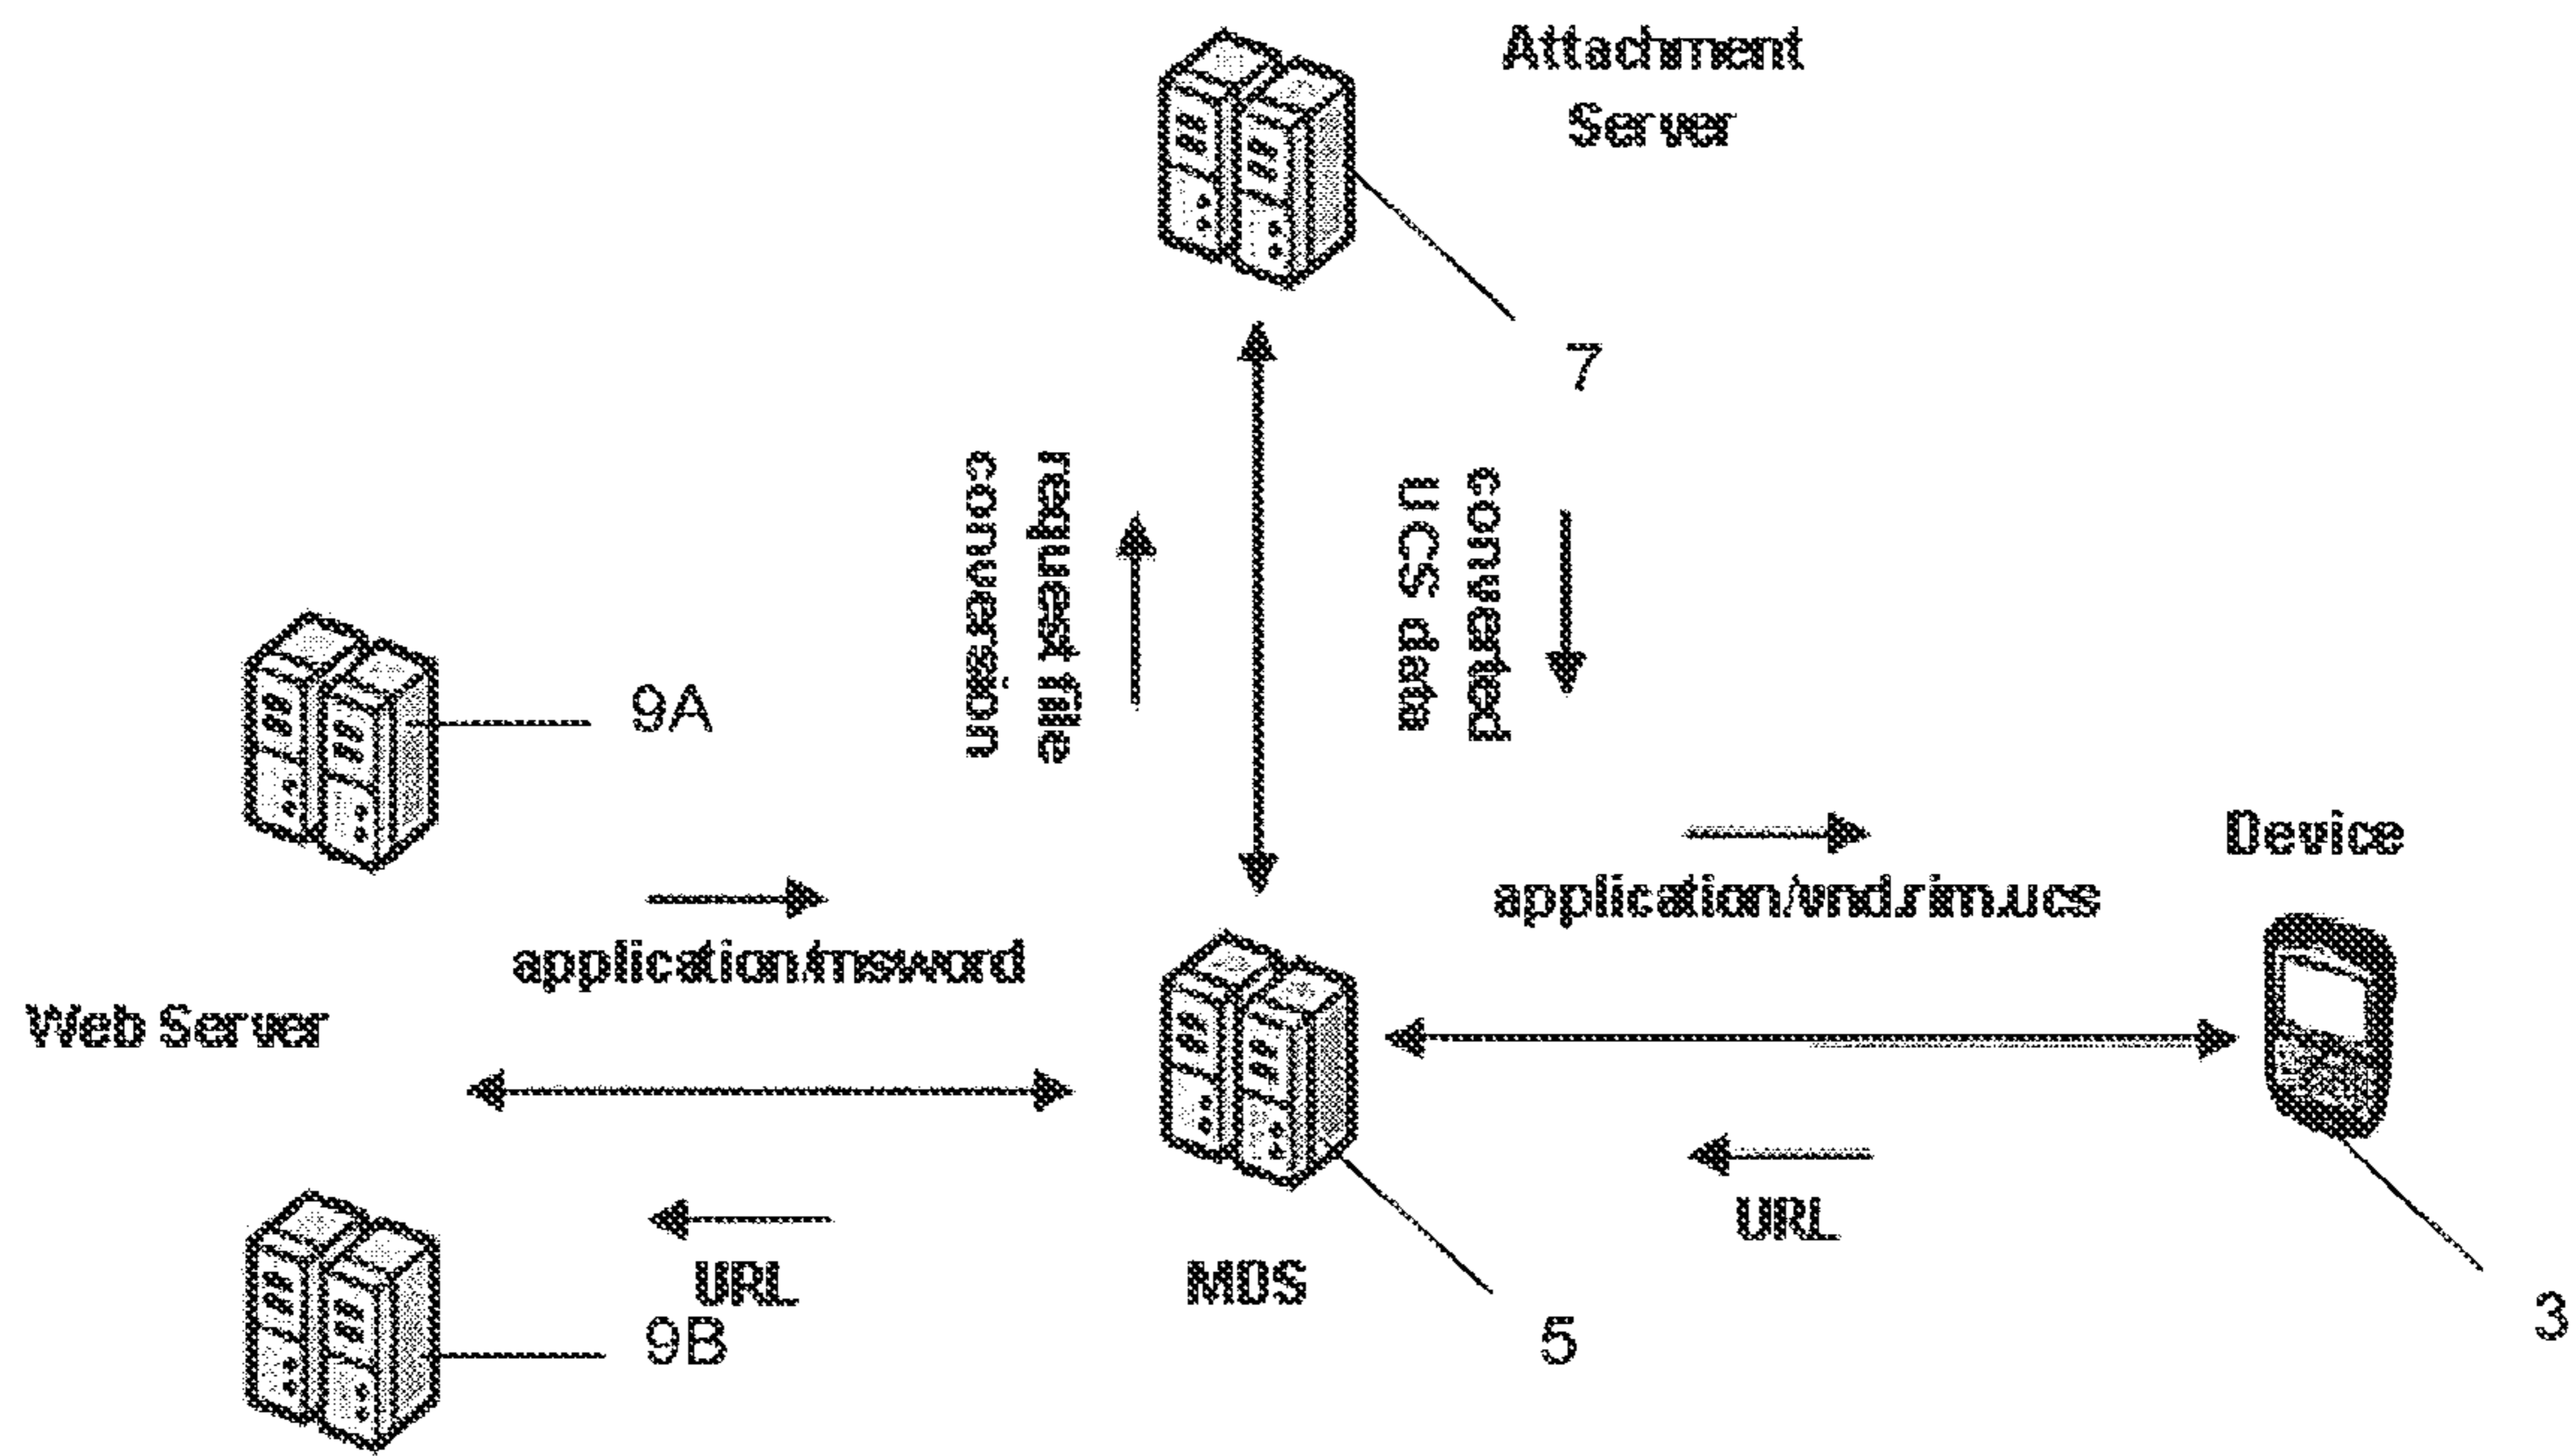 Attachment
Server
7
request file
conversion
converted
UCS data
9A
Device
application/vnd.rim.ucs
application/msword
Web Server
URL
URL
MDS
9B
5
3